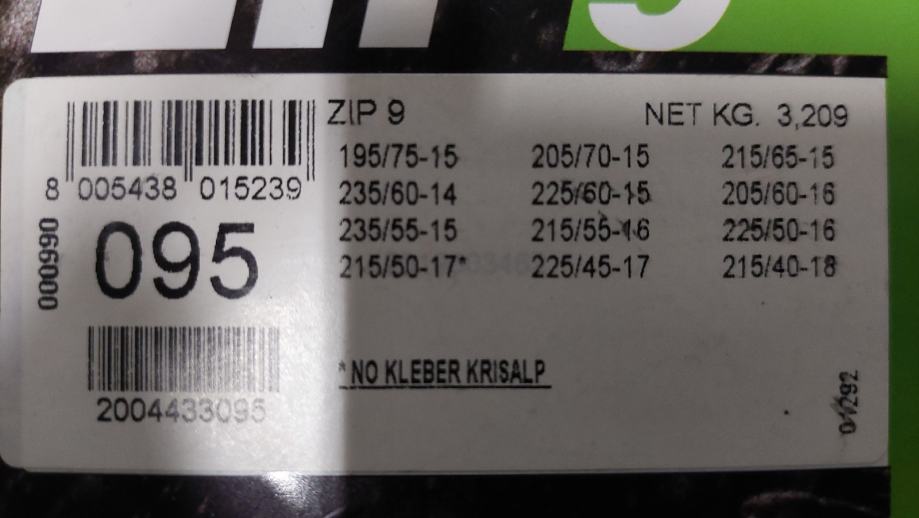 ZIP 9 NET KG. 3,209
195/75-15 205/70-15 215/65-15
235/60-14 225/60-15 205/60-16
235/55-15 215/55-16 225/50-16
215/50-17* 225/45-17 215/40-18
* NO KLEBER KRISALP
8 005438 015239
000990
095
2004433095